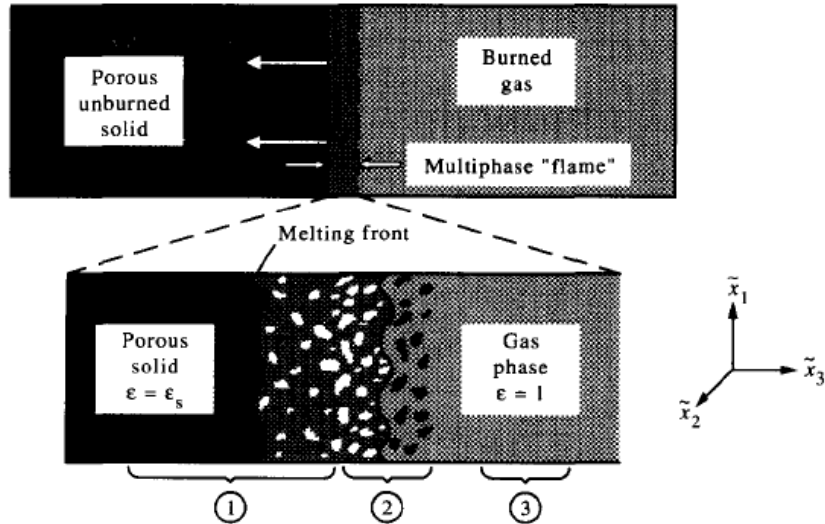 Porous
unburned
solid
Burned
gas
Multiphase "flame"
Melting front
Porous
solid
ε = ε_s
Gas
phase
ε = 1
x̃₁
x̃₃
x̃₂
1
2
3